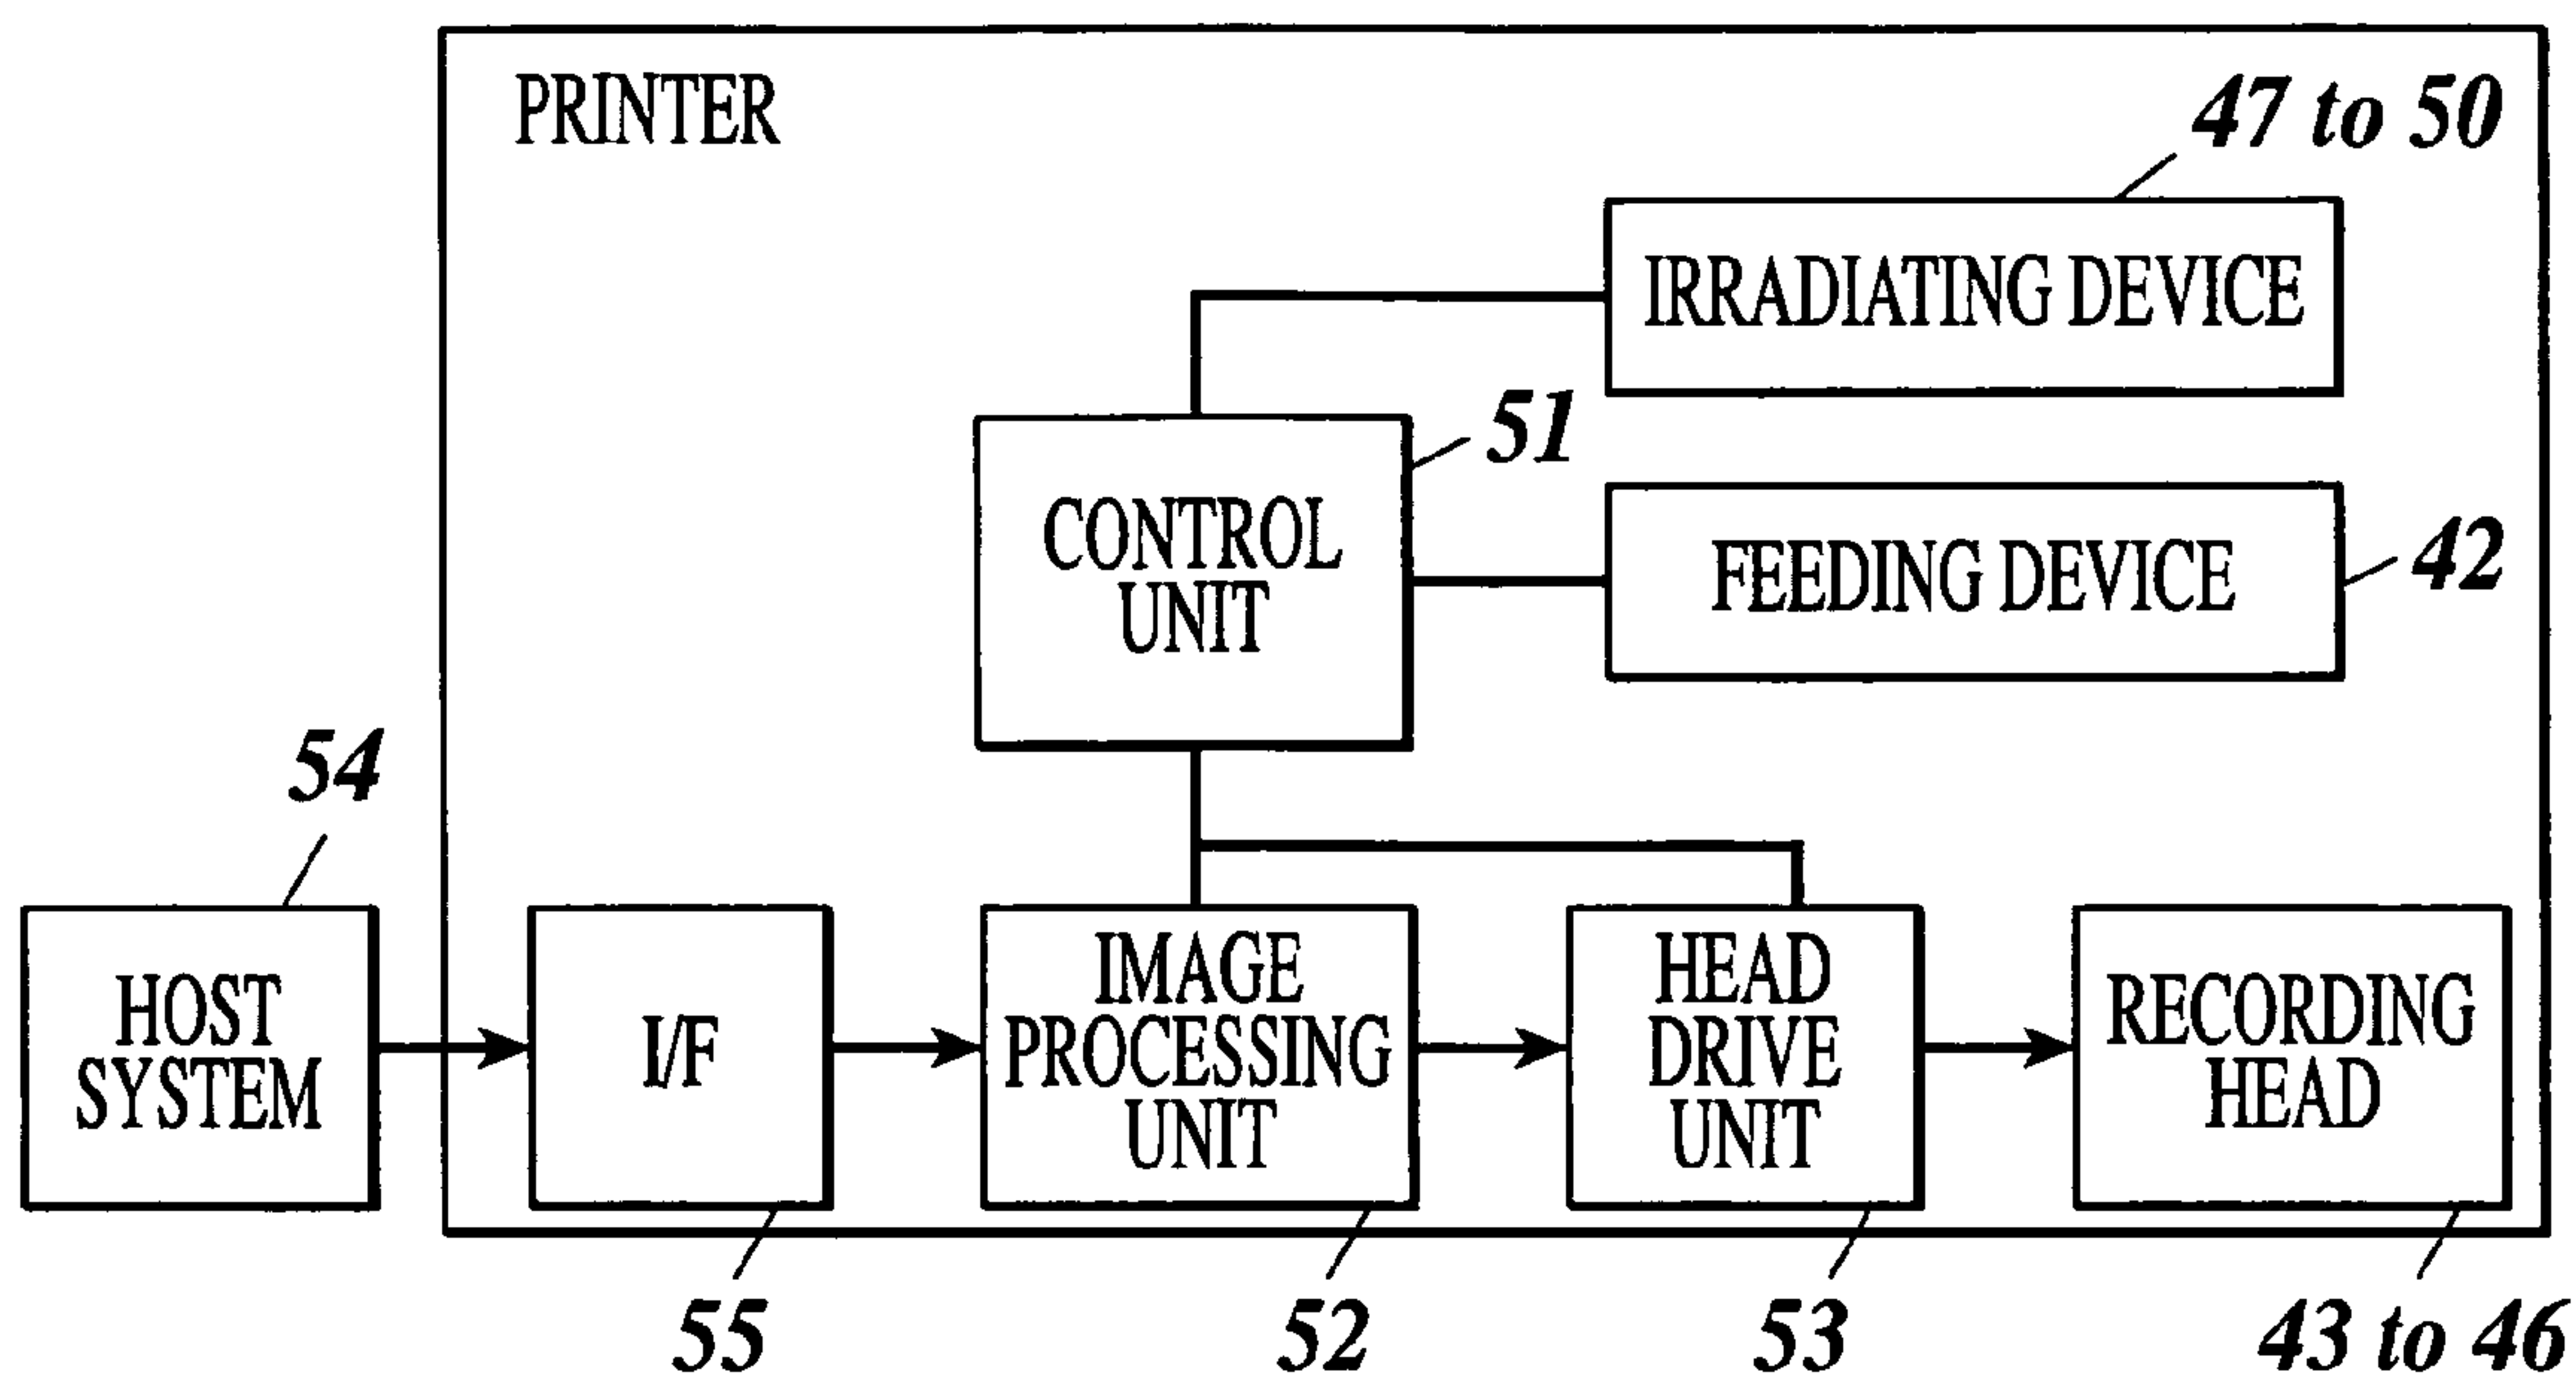 PRINTER
47 to 50
IRRADIATING DEVICE
51
CONTROL
UNIT
FEEDING DEVICE
42
54
HOST
SYSTEM
I/F
IMAGE
PROCESSING
UNIT
HEAD
DRIVE
UNIT
RECORDING
HEAD
55
52
53
43 to 46